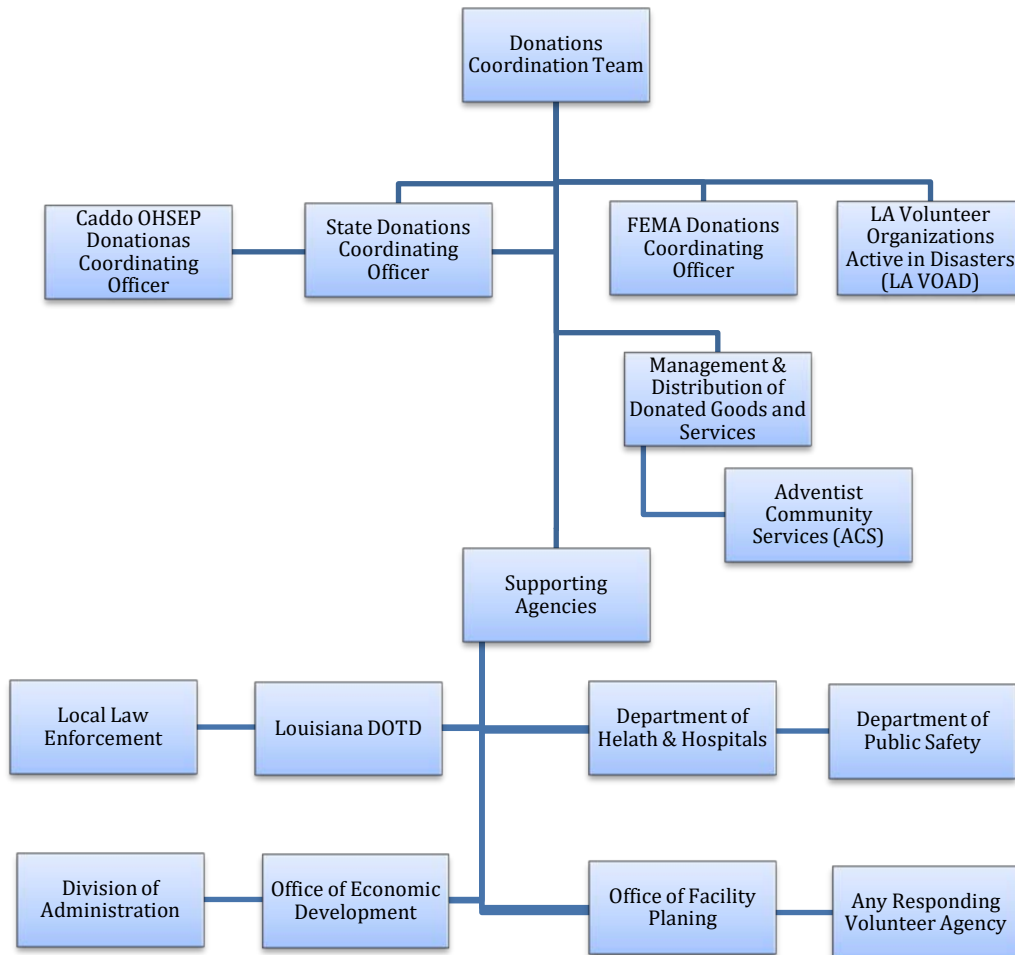 Donations
Coordination Team
Caddo OHSEP
Donationas
Coordinating
Officer
State Donations
Coordinating
Officer
FEMA Donations
Coordinating
Officer
LA Volunteer
Organizations
Active in Disasters
(LA VOAD)
Management &
Distribution of
Donated Goods and
Services
Adventist
Community
Services (ACS)
Supporting
Agencies
Local Law
Enforcement
Louisiana DOTD
Department of
Helath & Hospitals
Department of
Public Safety
Division of
Administration
Office of Economic
Development
Office of Facility
Planing
Any Responding
Volunteer Agency